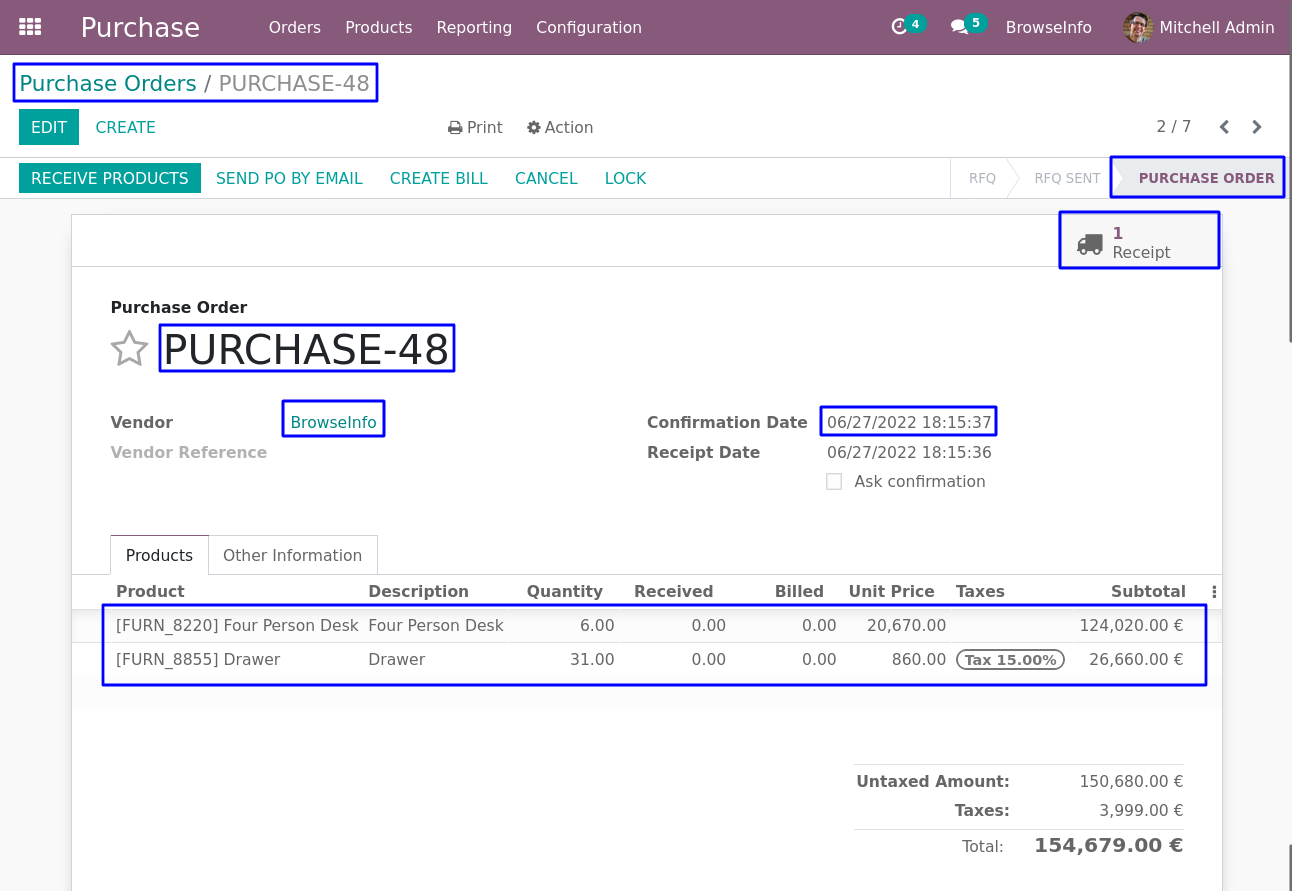 Purchase Orders Products Reporting Configuration 4 5 BrowseInfo Mitchell Admin
Purchase Orders / PURCHASE-48
EDIT CREATE Print Action 2 / 7
RECEIVE PRODUCTS SEND PO BY EMAIL CREATE BILL CANCEL LOCK RFQ RFQ SENT PURCHASE ORDER
1
Receipt
Purchase Order
PURCHASE-48
Vendor BrowseInfo Confirmation Date 06/27/2022 18:15:37
Vendor Reference Receipt Date 06/27/2022 18:15:36
Ask confirmation
Products Other Information
Product Description Quantity Received Billed Unit Price Taxes Subtotal
[FURN_8220] Four Person Desk Four Person Desk 6.00 0.00 0.00 20,670.00 124,020.00 €
[FURN_8855] Drawer Drawer 31.00 0.00 0.00 860.00 Tax 15.00% 26,660.00 €
Untaxed Amount: 150,680.00 €
Taxes: 3,999.00 €
Total: 154,679.00 €